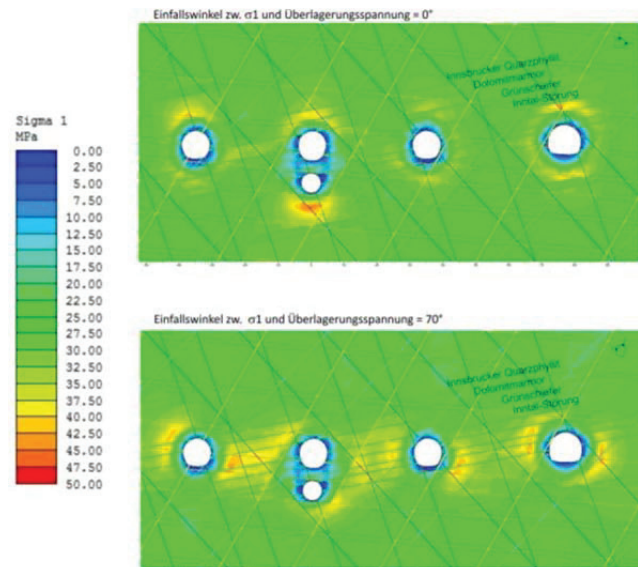 Einfallswinkel zw. σ1 und Überlagerungsspannung = 0°
Innsbrucker Quarzphyllit
Dolomitmarmor
Grünschiefer
Inntal-Störung
Sigma 1
MPa
0.00
2.50
5.00
7.50
10.00
12.50
15.00
17.50
20.00
22.50
25.00
27.50
30.00
32.50
35.00
37.50
40.00
42.50
45.00
47.50
50.00
Einfallswinkel zw. σ1 und Überlagerungsspannung = 70°
Innsbrucker Quarzphyllit
Dolomitmarmor
Grünschiefer
Inntal-Störung